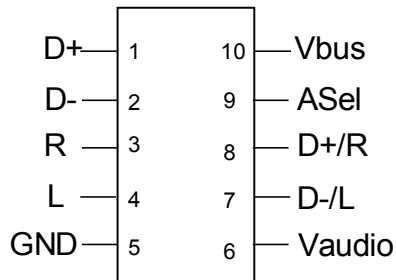 D+ 1 10 Vbus
D- 2 9 ASel
R 3 8 D+/R
L 4 7 D-/L
GND 5 6 Vaudio